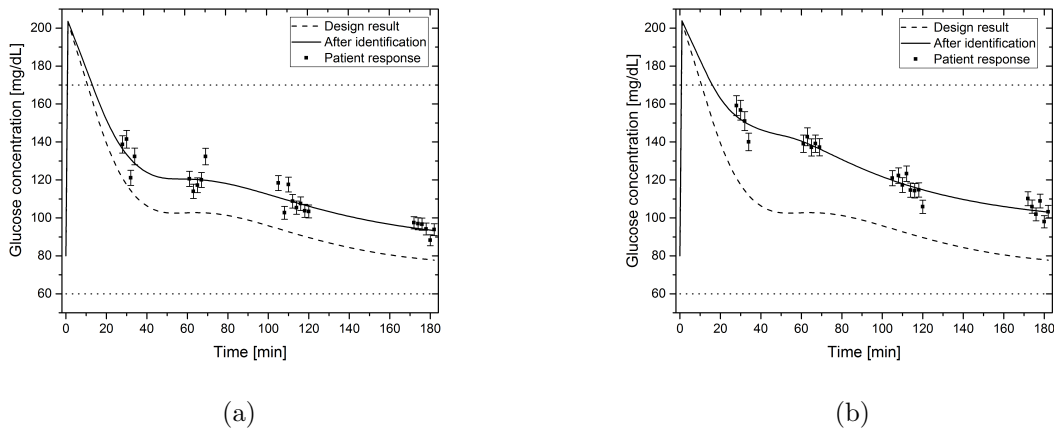 Glucose concentration [mg/dL]
200
180
160
140
120
100
80
60
0 20 40 60 80 100 120 140 160 180
Time [min]
Design result
After identification
Patient response
(a)
Glucose concentration [mg/dL]
200
180
160
140
120
100
80
60
0 20 40 60 80 100 120 140 160 180
Time [min]
Design result
After identification
Patient response
(b)